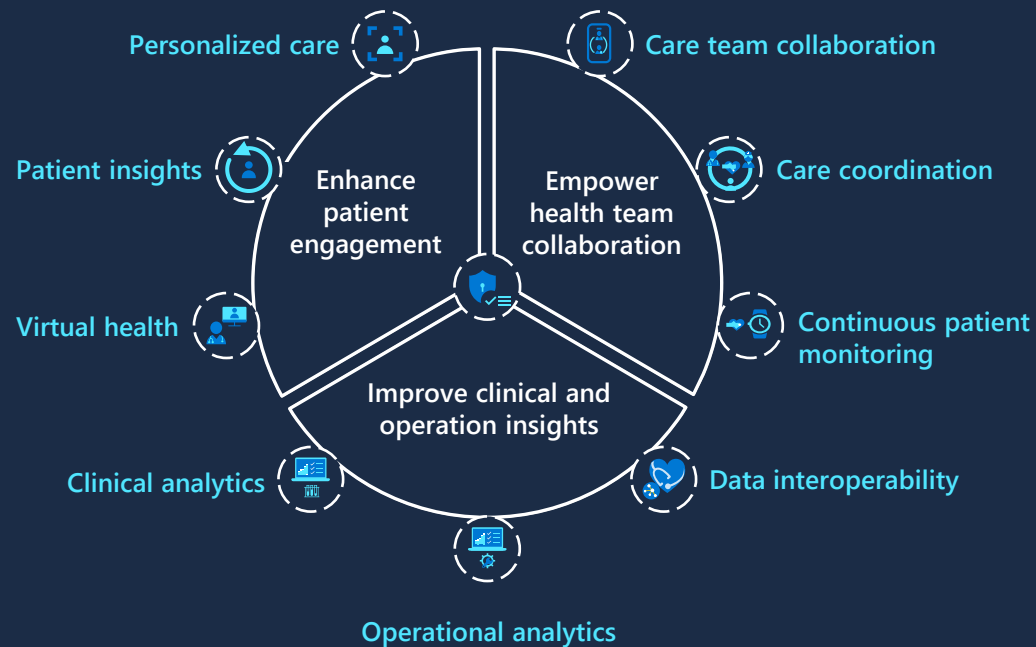 Personalized care
Care team collaboration
Patient insights
Enhance
patient
engagement
Empower
health team
collaboration
Care coordination
Virtual health
Continuous patient
monitoring
Improve clinical and
operation insights
Clinical analytics
Data interoperability
Operational analytics